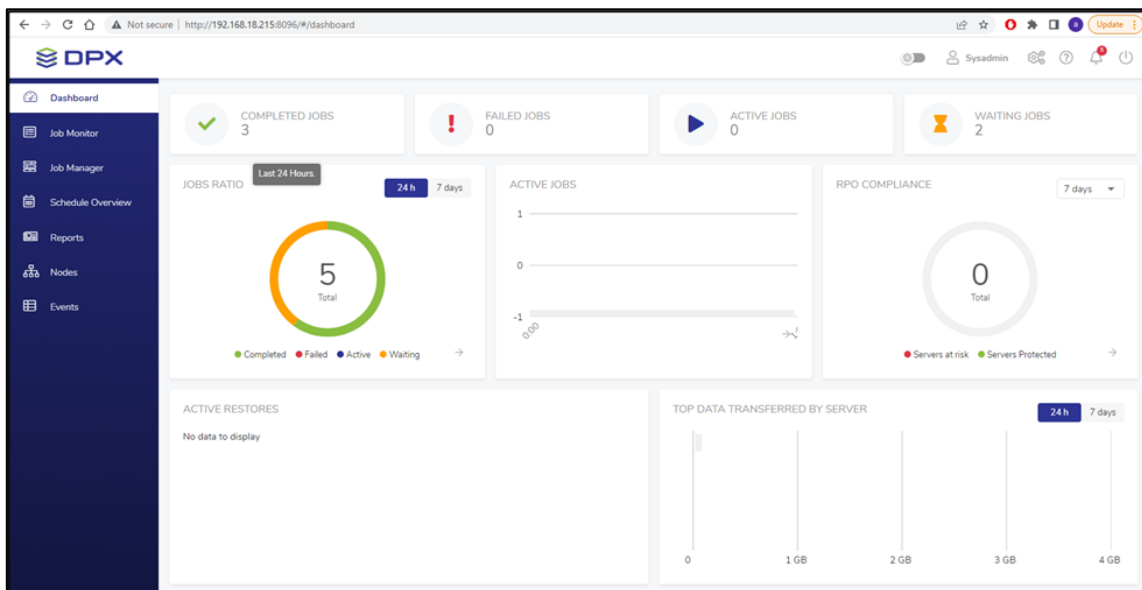 Not secure | http://192.168.18.215:8096/#/dashboard
a
Update
DPX
Sysadmin
Dashboard
Job Monitor
Job Manager
Schedule Overview
Reports
Nodes
Events
COMPLETED JOBS
3
FAILED JOBS
0
ACTIVE JOBS
0
WAITING JOBS
2
JOBS RATIO
Last 24 Hours.
24 h 7 days
5
Total
Completed Failed Active Waiting
ACTIVE JOBS
1
0
-1
0:00
RPO COMPLIANCE
7 days
0
Total
Servers at risk Servers Protected
ACTIVE RESTORES
No data to display
TOP DATA TRANSFERRED BY SERVER
24 h 7 days
0 1 GB 2 GB 3 GB 4 GB